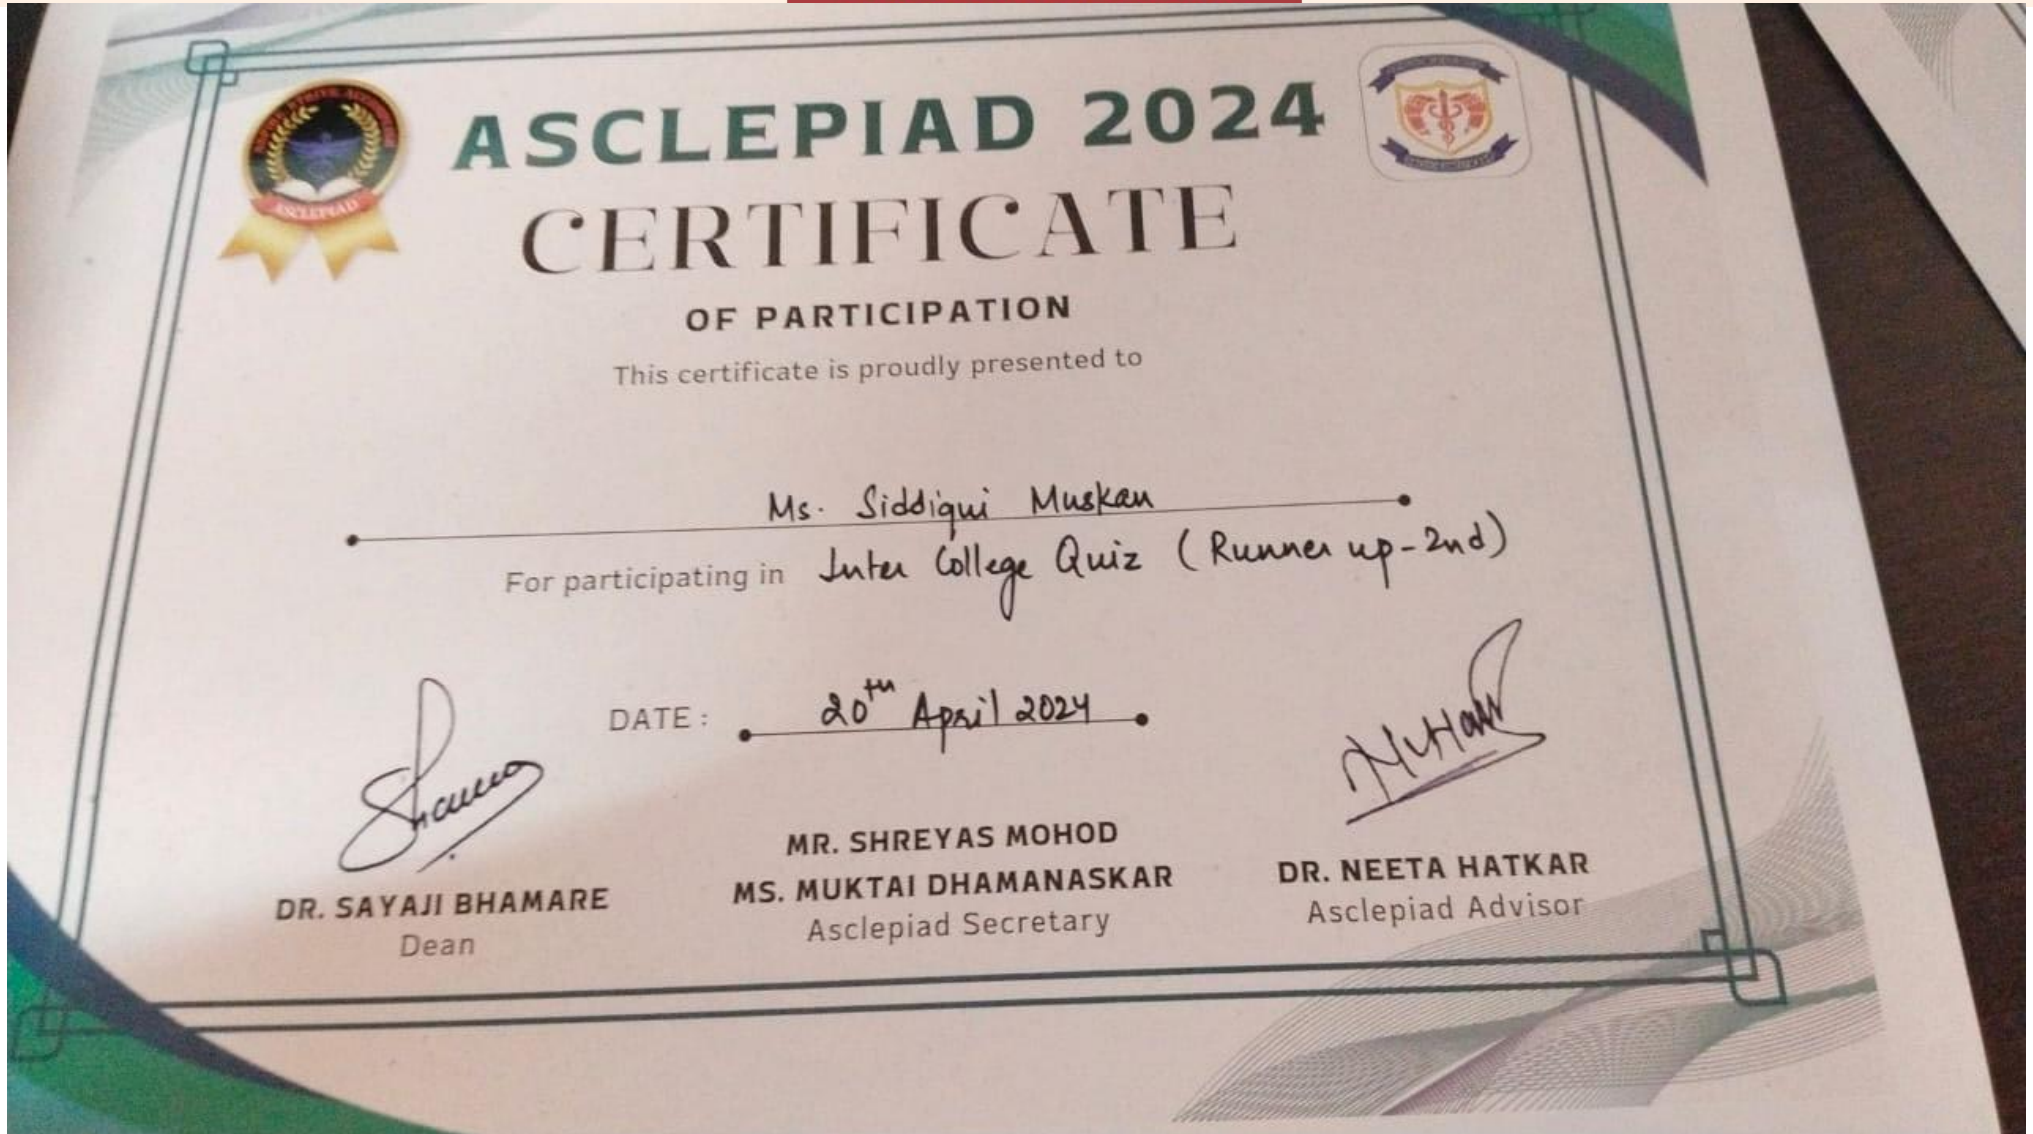 ASCLEPIAD 2024
ASCLEPIAD
CERTIFICATE
OF PARTICIPATION
This certificate is proudly presented to
Ms. Siddiqui Muskan
For participating in Inter College Quiz (Runner up-2nd)
DATE : 20th April 2024
DR. SAYAJI BHAMARE
Dean
MR. SHREYAS MOHOD
MS. MUKTAI DHAMANASKAR
Asclepiad Secretary
DR. NEETA HATKAR
Asclepiad Advisor